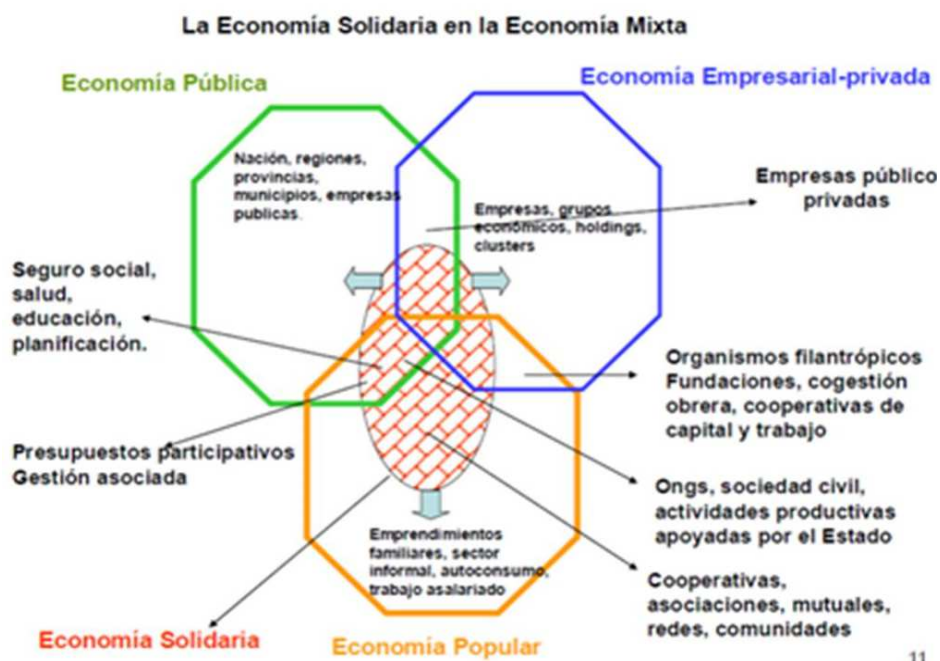 La Economía Solidaria en la Economía Mixta
Economía Pública
Economía Empresarial-privada
Nación, regiones,
provincias,
municipios, empresas
publicas.
Empresas, grupos
económicos, holdings,
clusters
Empresas público
privadas
Seguro social,
salud,
educación,
planificación.
Organismos filantrópicos
Fundaciones, cogestión
obrera, cooperativas de
capital y trabajo
Presupuestos participativos
Gestión asociada
Ongs, sociedad civil,
actividades productivas
apoyadas por el Estado
Emprendimientos
familiares, sector
informal, autoconsumo,
trabajo asalariado
Cooperativas,
asociaciones, mutuales,
redes, comunidades
Economía Solidaria
Economía Popular
11